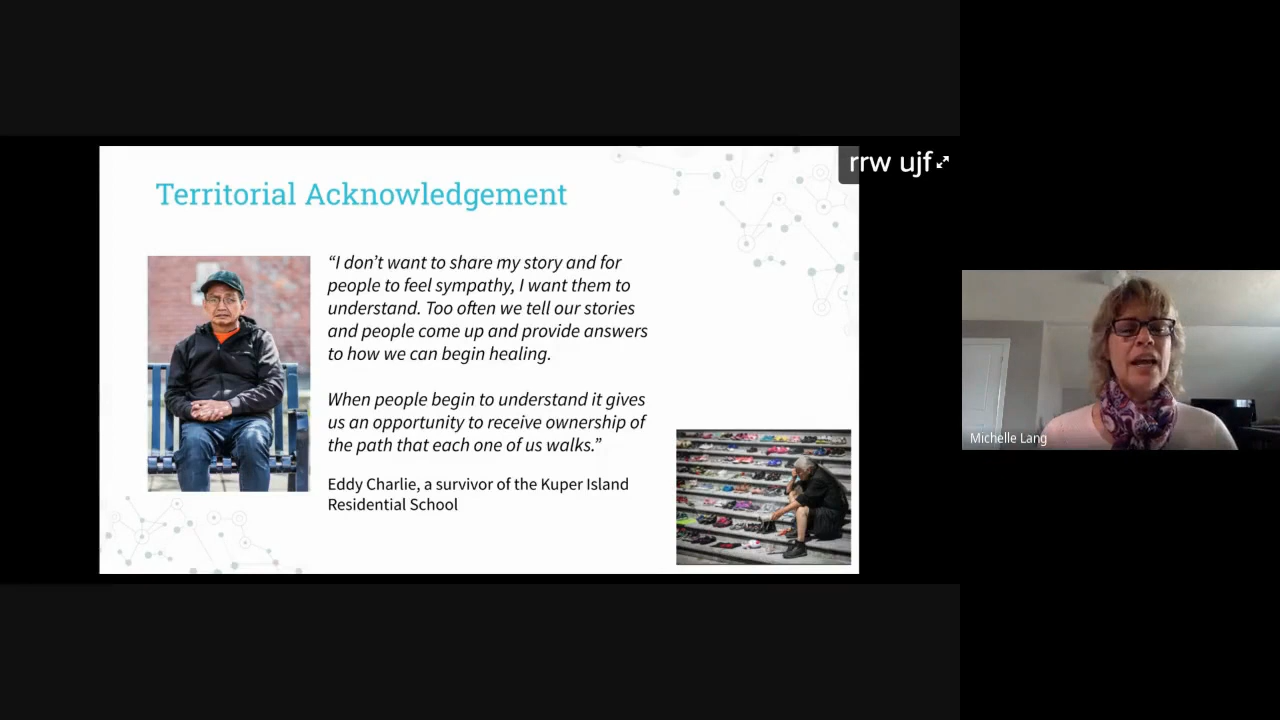 rrw ujf
Territorial Acknowledgement
“I don’t want to share my story and for
people to feel sympathy, I want them to
understand. Too often we tell our stories
and people come up and provide answers
to how we can begin healing.
When people begin to understand it gives
us an opportunity to receive ownership of
the path that each one of us walks.”
Eddy Charlie, a survivor of the Kuper Island
Residential School
Michelle Lang